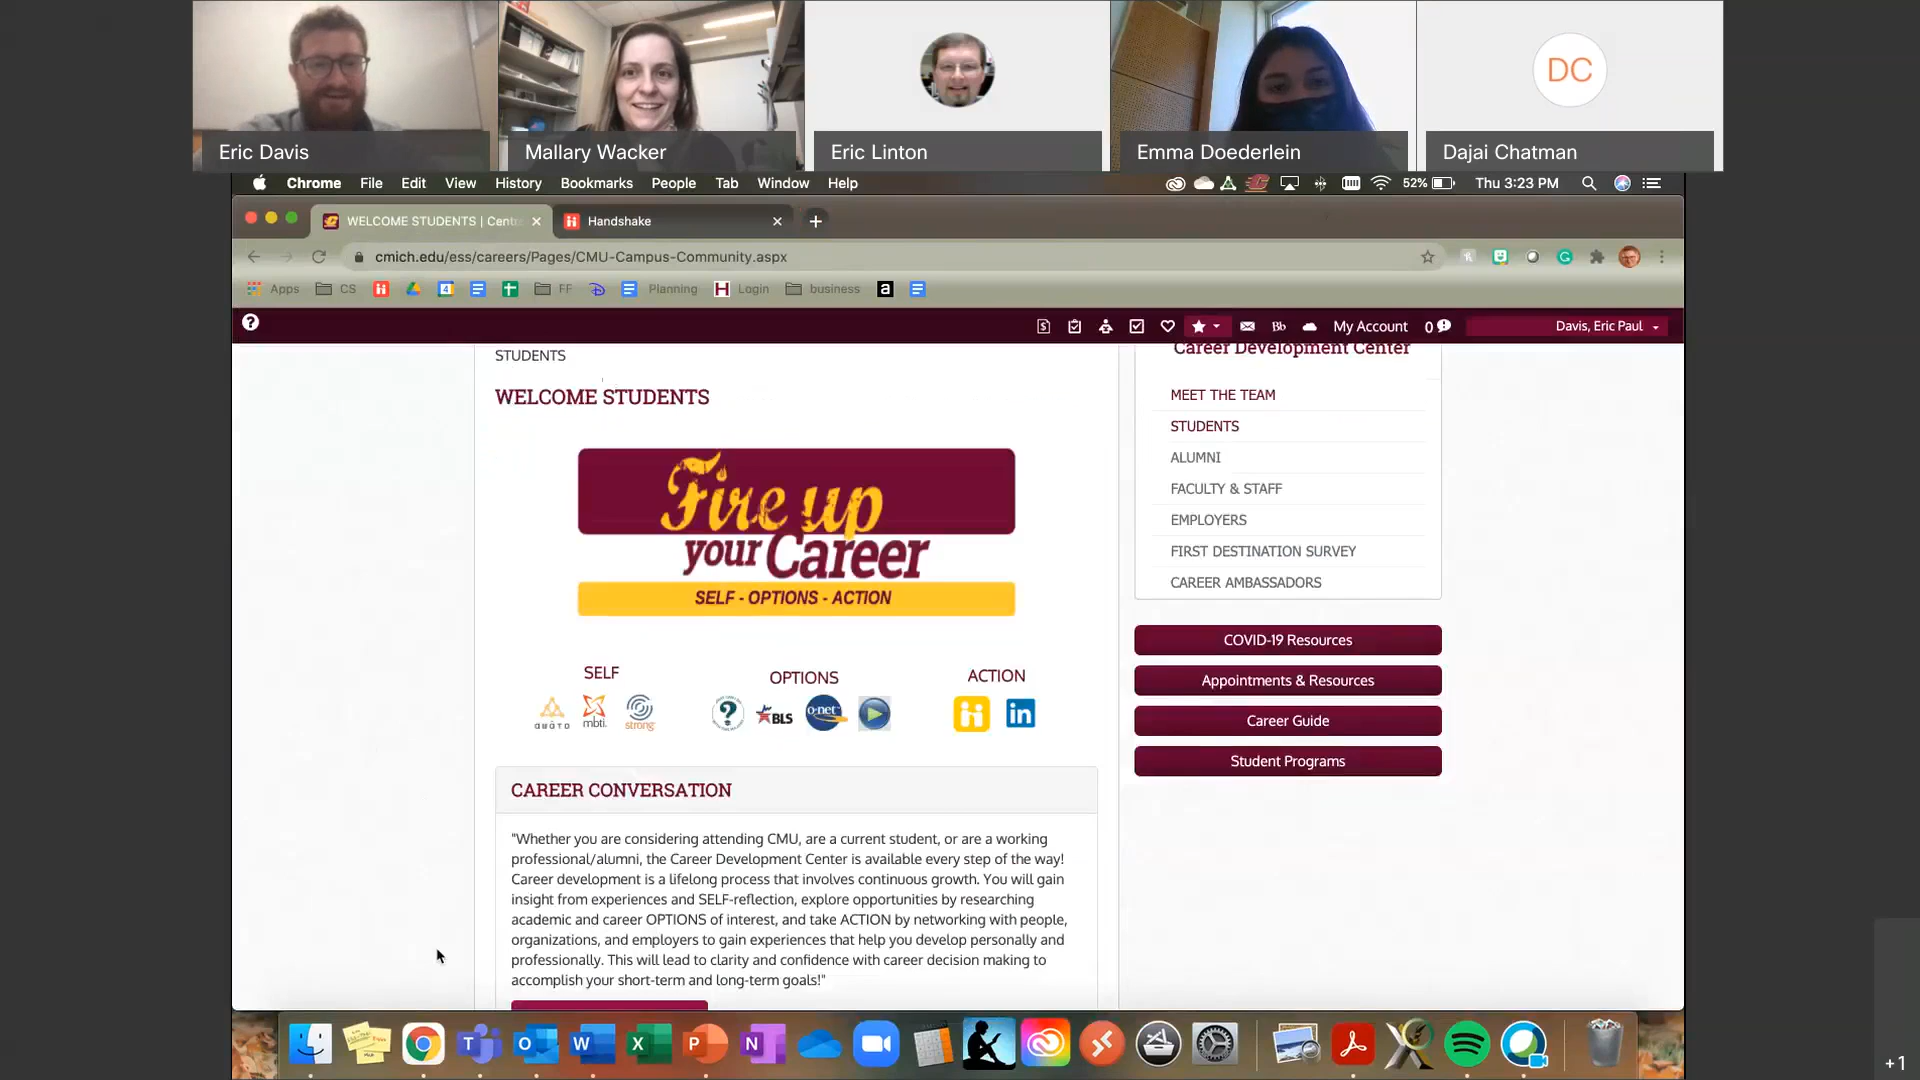 DC
Eric Davis
Mallary Wacker
Eric Linton
Emma Doederlein
Dajai Chatman
Chrome File Edit View History Bookmarks People Tab Window Help
52% Thu 3:23 PM
WELCOME STUDENTS | Centr
Handshake
cmich.edu/ess/careers/Pages/CMU-Campus-Community.aspx
Apps CS FF Planning Login business
My Account 0 Davis, Eric Paul
STUDENTS
WELCOME STUDENTS
Fire up
your Career
SELF - OPTIONS - ACTION
SELF
OPTIONS
ACTION
mbti.
strong
BLS
o·net
in
CAREER CONVERSATION
"Whether you are considering attending CMU, are a current student, or are a working
professional/alumni, the Career Development Center is available every step of the way!
Career development is a lifelong process that involves continuous growth. You will gain
insight from experiences and SELF-reflection, explore opportunities by researching
academic and career OPTIONS of interest, and take ACTION by networking with people,
organizations, and employers to gain experiences that help you develop personally and
professionally. This will lead to clarity and confidence with career decision making to
accomplish your short-term and long-term goals!"
Career Development Center
MEET THE TEAM
STUDENTS
ALUMNI
FACULTY & STAFF
EMPLOYERS
FIRST DESTINATION SURVEY
CAREER AMBASSADORS
COVID-19 Resources
Appointments & Resources
Career Guide
Student Programs
+1